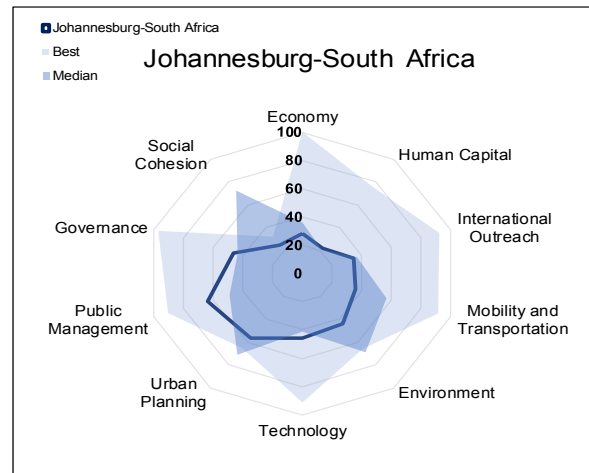 Johannesburg-South Africa
Best
Median
Johannesburg-South Africa
Economy
100
80
60
40
20
0
Human Capital
International
Outreach
Mobility and
Transportation
Environment
Technology
Urban
Planning
Public
Management
Governance
Social
Cohesion